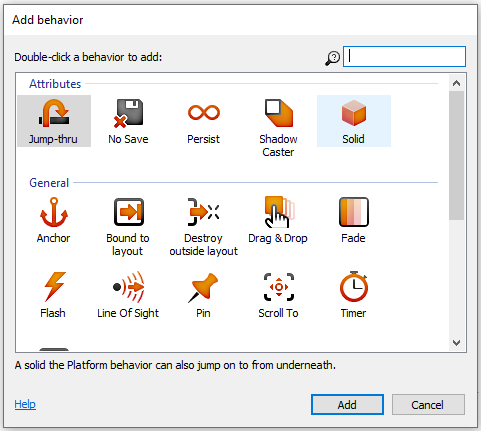 Add behavior
Double-click a behavior to add:
Attributes
Jump-thru
No Save
Persist
Shadow
Caster
Solid
General
Anchor
Bound to
layout
Destroy
outside layout
Drag & Drop
Fade
Flash
Line Of Sight
Pin
Scroll To
Timer
A solid the Platform behavior can also jump on to from underneath.
Help
Add
Cancel